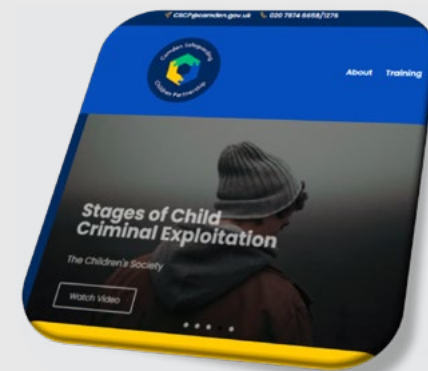 CSCP@camden.gov.uk 020 7974 6658/1276
Camden Safeguarding
Children Partnership
About Training
Stages of Child
Criminal Exploitation
The Children's Society
Watch Video